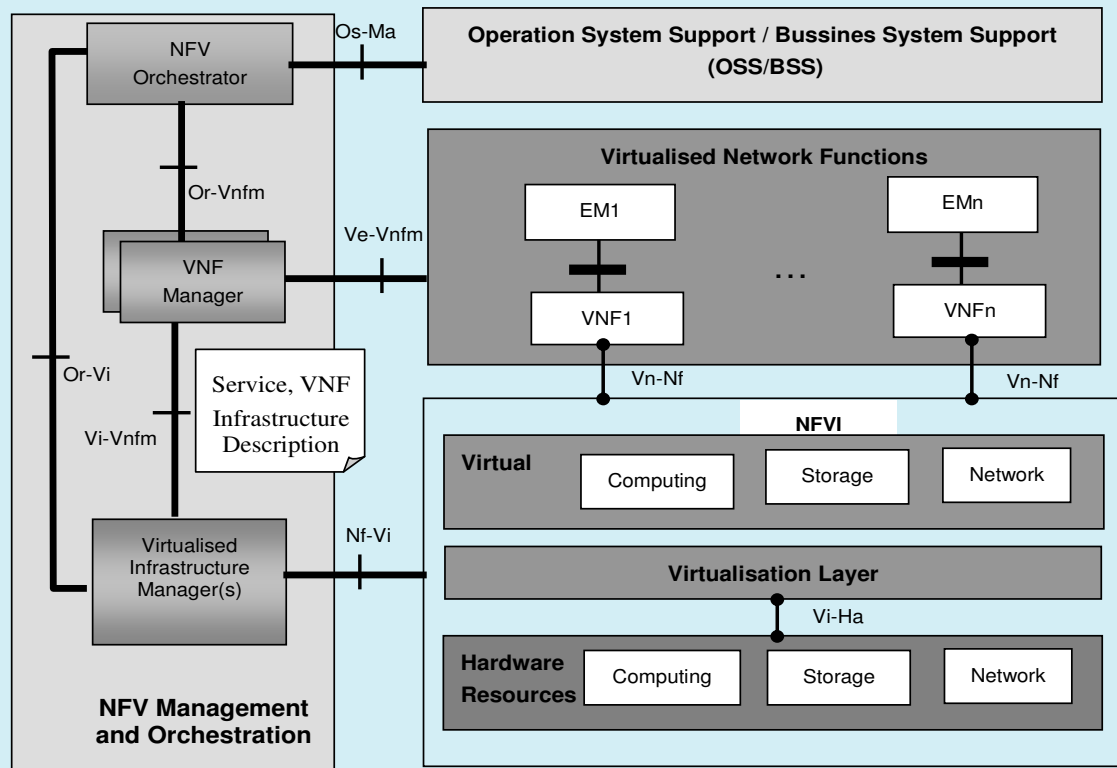 NFV
Orchestrator
Os-Ma
Operation System Support / Bussines System Support
(OSS/BSS)
Or-Vnfm
Virtualised Network Functions
EM1
EMn
VNF
Manager
Ve-Vnfm
...
VNF1
VNFn
Or-Vi
Service, VNF
Infrastructure
Description
Vn-Nf
Vn-Nf
Vi-Vnfm
NFVI
Virtual
Computing
Storage
Network
Virtualised
Infrastructure
Manager(s)
Nf-Vi
Virtualisation Layer
Vi-Ha
Hardware
Resources
Computing
Storage
Network
NFV Management
and Orchestration